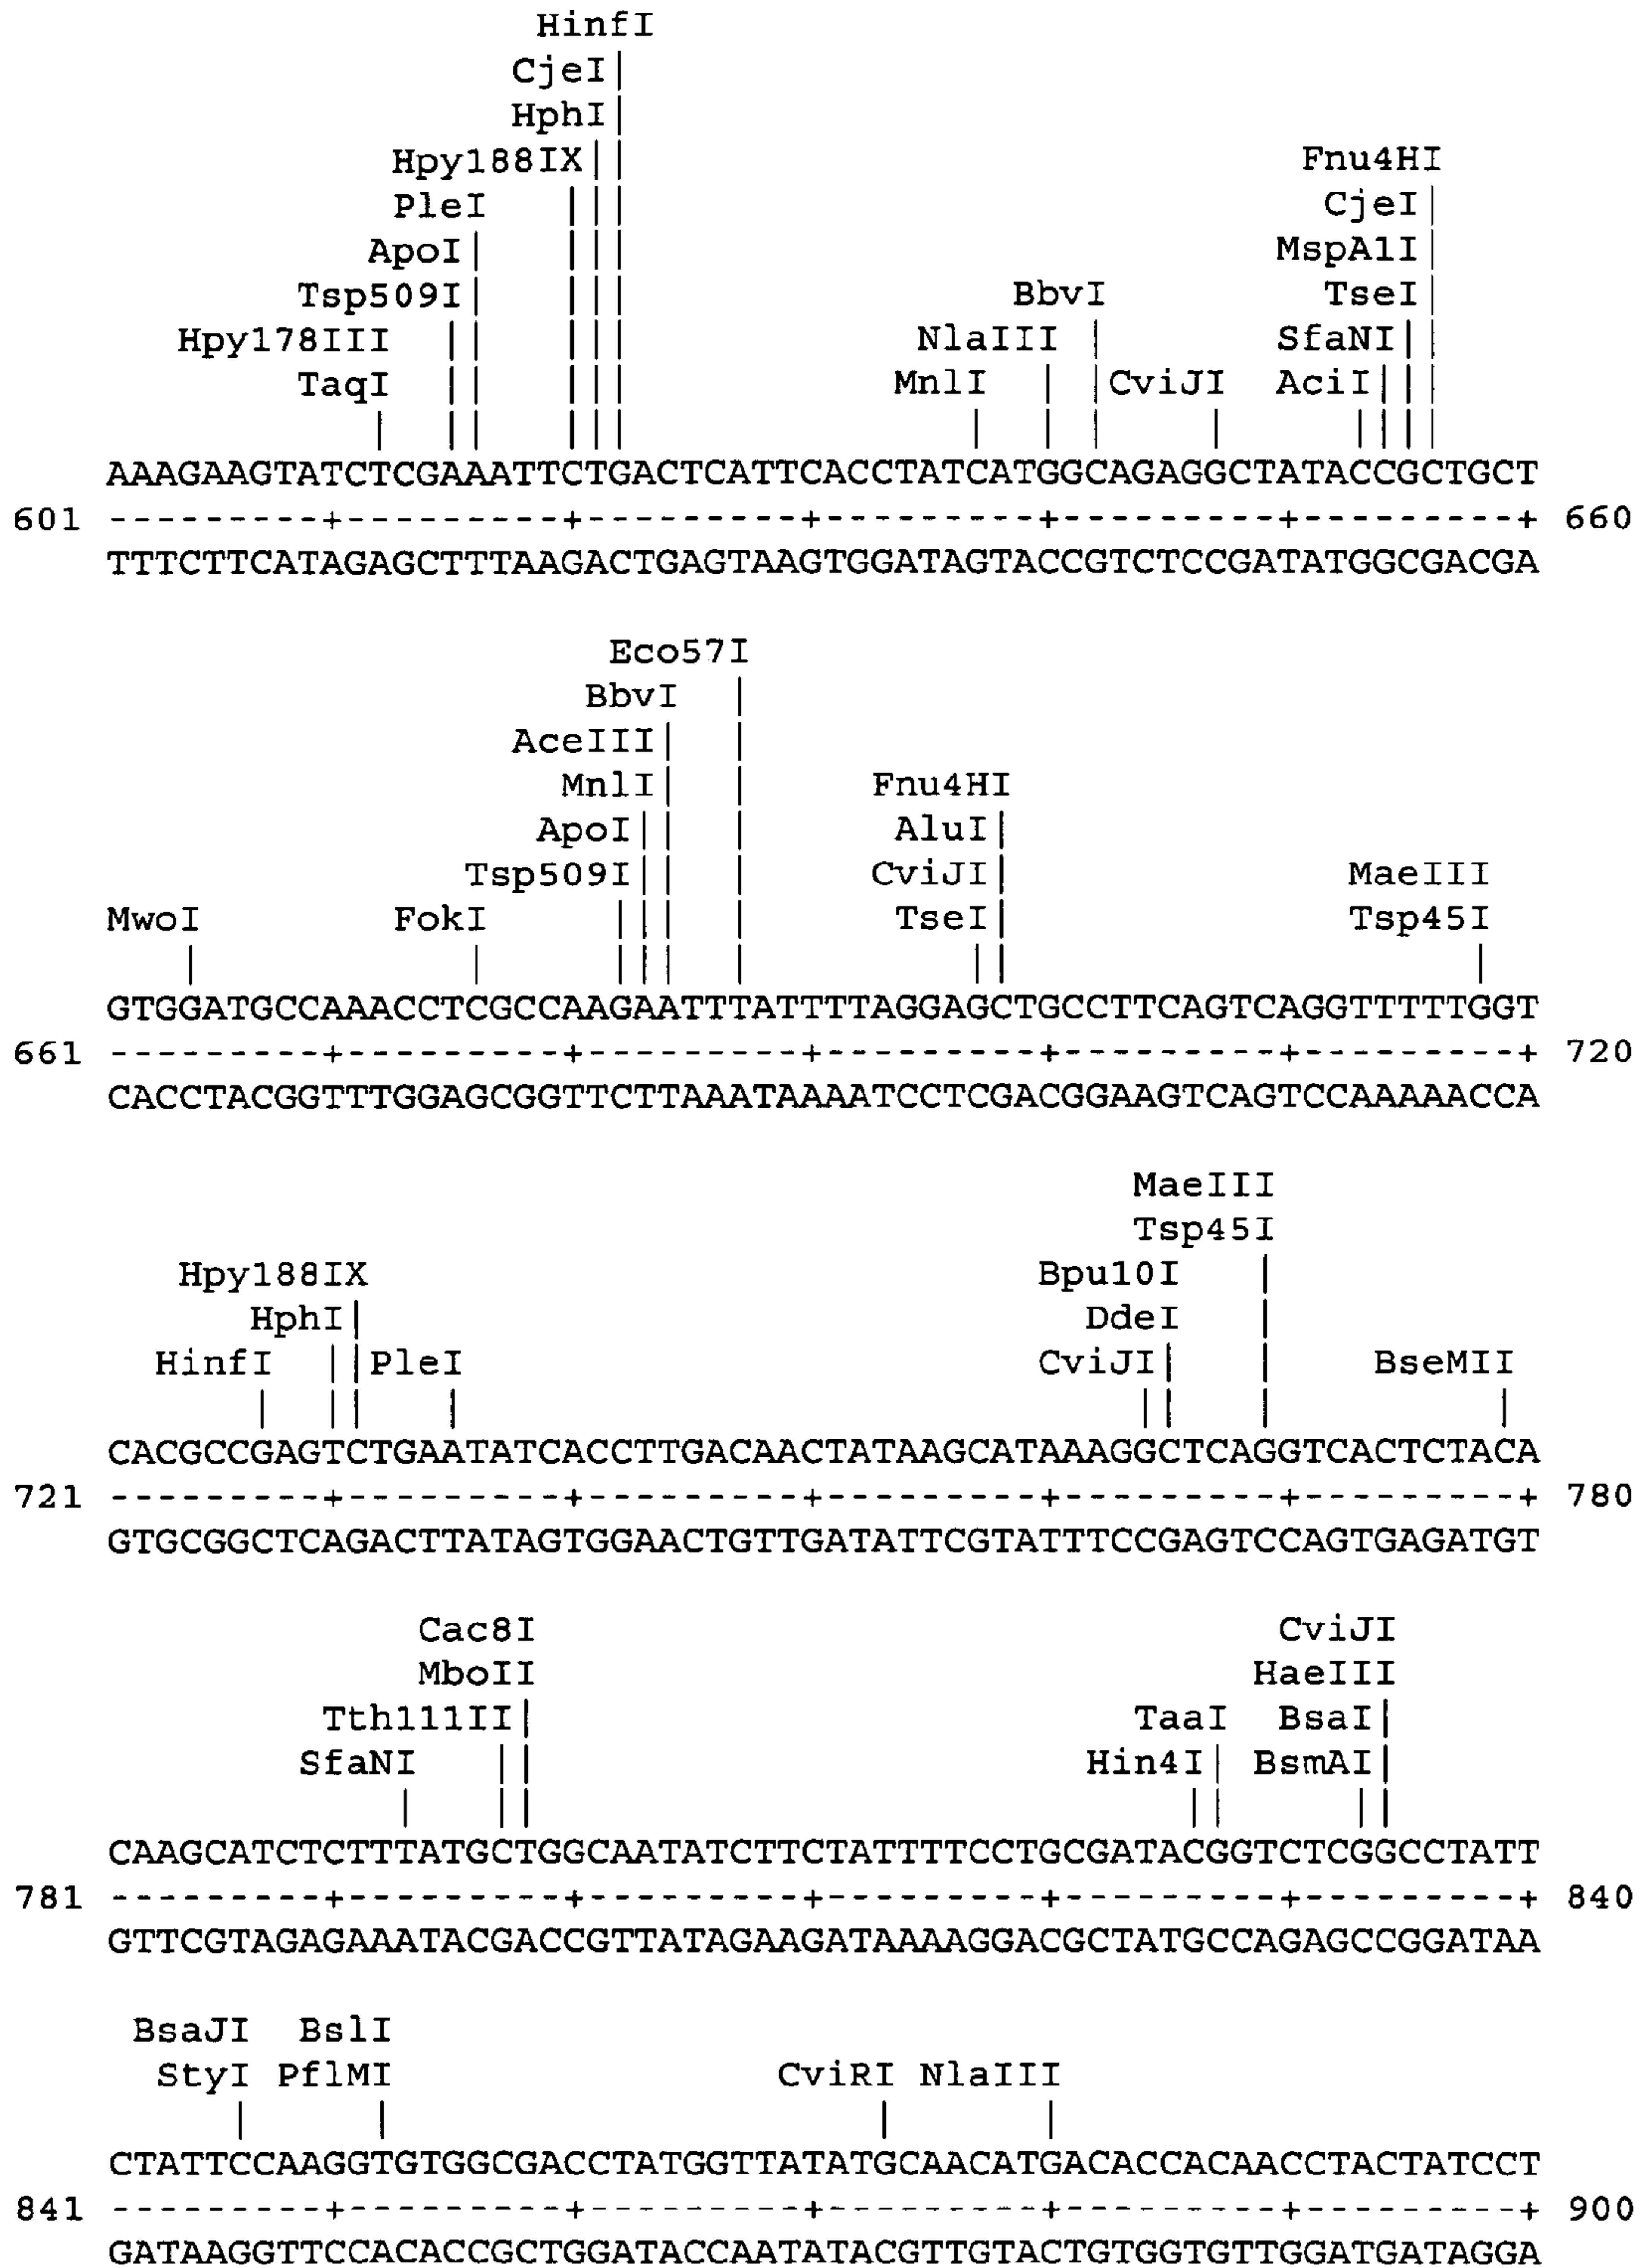 HinfI
CjeI
HphI
Hpy188IX Fnu4HI
PleI CjeI
ApoI MspA1I
Tsp509I BbvI TseI
Hpy178III NlaIII SfaNI
TaqI MnlI CviJI AciI
AAAGAAGTATCTCGAAATTCTGACTCATTCACCTATCATGGCAGAGGCTATACCGCTGCT
601 ---------+---------+---------+---------+---------+---------+ 660
TTTCTTCATAGAGCTTTAAGACTGAGTAAGTGGATAGTACCGTCTCCGATATGGCGACGA
Eco57I
BbvI
AceIII
MnlI Fnu4HI
ApoI AluI
Tsp509I CviJI MaeIII
MwoI FokI TseI Tsp45I
GTGGATGCCAAACCTCGCCAAGAATTTATTTTAGGAGCTGCCTTCAGTCAGGTTTTTGGT
661 ---------+---------+---------+---------+---------+---------+ 720
CACCTACGGTTTGGAGCGGTTCTTAAATAAAATCCTCGACGGAAGTCAGTCCAAAAACCA
MaeIII
Tsp45I
Hpy188IX Bpu10I
HphI DdeI
HinfI PleI CviJI BseMII
CACGCCGAGTCTGAATATCACCTTGACAACTATAAGCATAAAGGCTCAGGTCACTCTACA
721 ---------+---------+---------+---------+---------+---------+ 780
GTGCGGCTCAGACTTATAGTGGAACTGTTGATATTCGTATTTCCGAGTCCAGTGAGATGT
Cac8I CviJI
MboII HaeIII
Tth111II TaaI BsaI
SfaNI Hin4I BsmAI
CAAGCATCTCTTTATGCTGGCAATATCTTCTATTTTCCTGCGATACGGTCTCGGCCTATT
781 ---------+---------+---------+---------+---------+---------+ 840
GTTCGTAGAGAAATACGACCGTTATAGAAGATAAAAGGACGCTATGCCAGAGCCGGATAA
BsaJI BslI
StyI PflMI CviRI NlaIII
CTATTCCAAGGTGTGGCGACCTATGGTTATATGCAACATGACACCACAACCTACTATCCT
841 ---------+---------+---------+---------+---------+---------+ 900
GATAAGGTTCCACACCGCTGGATACCAATATACGTTGTACTGTGGTGTTGGATGATAGGA